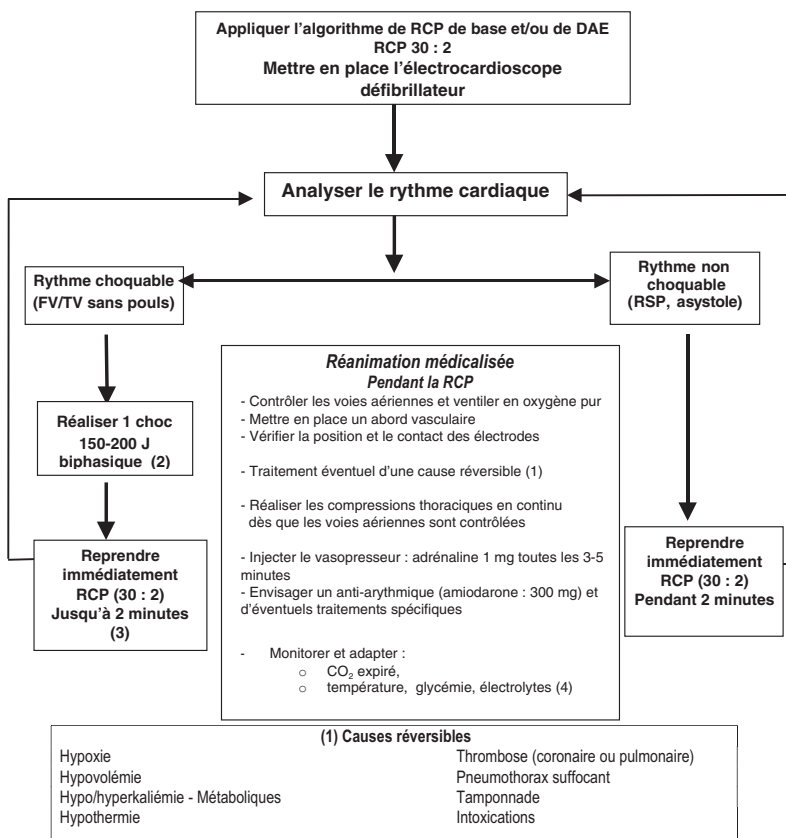 Appliquer l'algorithme de RCP de base et/ou de DAE
RCP 30 : 2
Mettre en place l'électrocardioscope
défibrillateur
Analyser le rythme cardiaque
Rythme choquable
(FV/TV sans pouls)
Rythme non
choquable
(RSP, asystole)
Réaliser 1 choc
150-200 J
biphasique (2)
Reprendre
immédiatement
RCP (30 : 2)
Jusqu'à 2 minutes
(3)
Réanimation médicalisée
Pendant la RCP
- Contrôler les voies aériennes et ventiler en oxygène pur
- Mettre en place un abord vasculaire
- Vérifier la position et le contact des électrodes
- Traitement éventuel d'une cause réversible (1)
- Réaliser les compressions thoraciques en continu
dès que les voies aériennes sont contrôlées
- Injecter le vasopresseur : adrénaline 1 mg toutes les 3-5
minutes
- Envisager un anti-arythmique (amiodarone : 300 mg) et
d'éventuels traitements spécifiques
- Monitorer et adapter :
o CO₂ expiré,
o température, glycémie, électrolytes (4)
Reprendre
immédiatement
RCP (30 : 2)
Pendant 2 minutes
(1) Causes réversibles
Hypoxie
Hypovolémie
Hypo/hyperkaliémie - Métaboliques
Hypothermie
Thrombose (coronaire ou pulmonaire)
Pneumothorax suffocant
Tamponnade
Intoxications